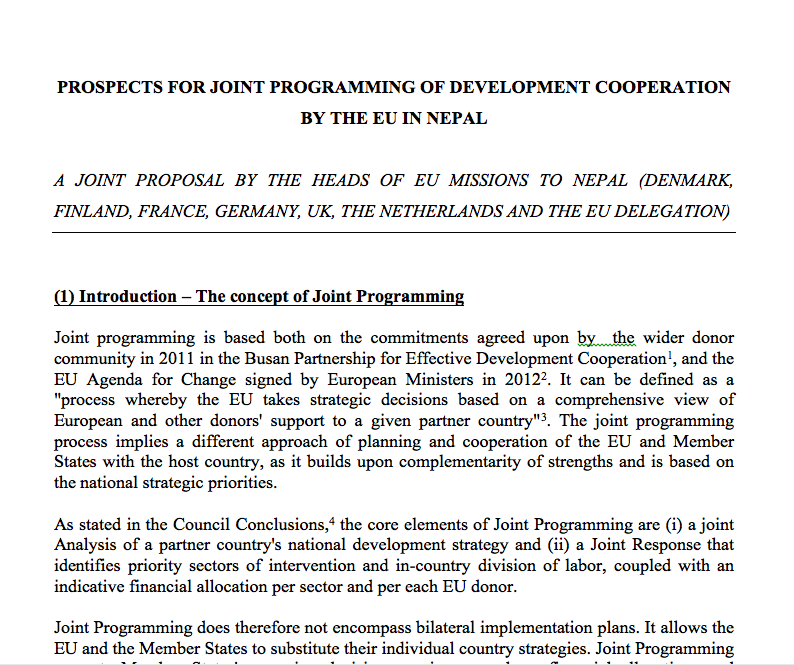 PROSPECTS FOR JOINT PROGRAMMING OF DEVELOPMENT COOPERATION
BY THE EU IN NEPAL
A JOINT PROPOSAL BY THE HEADS OF EU MISSIONS TO NEPAL (DENMARK,
FINLAND, FRANCE, GERMANY, UK, THE NETHERLANDS AND THE EU DELEGATION)
(1) Introduction – The concept of Joint Programming
Joint programming is based both on the commitments agreed upon by the wider donor
community in 2011 in the Busan Partnership for Effective Development Cooperation¹, and the
EU Agenda for Change signed by European Ministers in 2012². It can be defined as a
"process whereby the EU takes strategic decisions based on a comprehensive view of
European and other donors' support to a given partner country"³. The joint programming
process implies a different approach of planning and cooperation of the EU and Member
States with the host country, as it builds upon complementarity of strengths and is based on
the national strategic priorities.
As stated in the Council Conclusions,⁴ the core elements of Joint Programming are (i) a joint
Analysis of a partner country's national development strategy and (ii) a Joint Response that
identifies priority sectors of intervention and in-country division of labor, coupled with an
indicative financial allocation per sector and per each EU donor.
Joint Programming does therefore not encompass bilateral implementation plans. It allows the
EU and the Member States to substitute their individual country strategies. Joint Programming